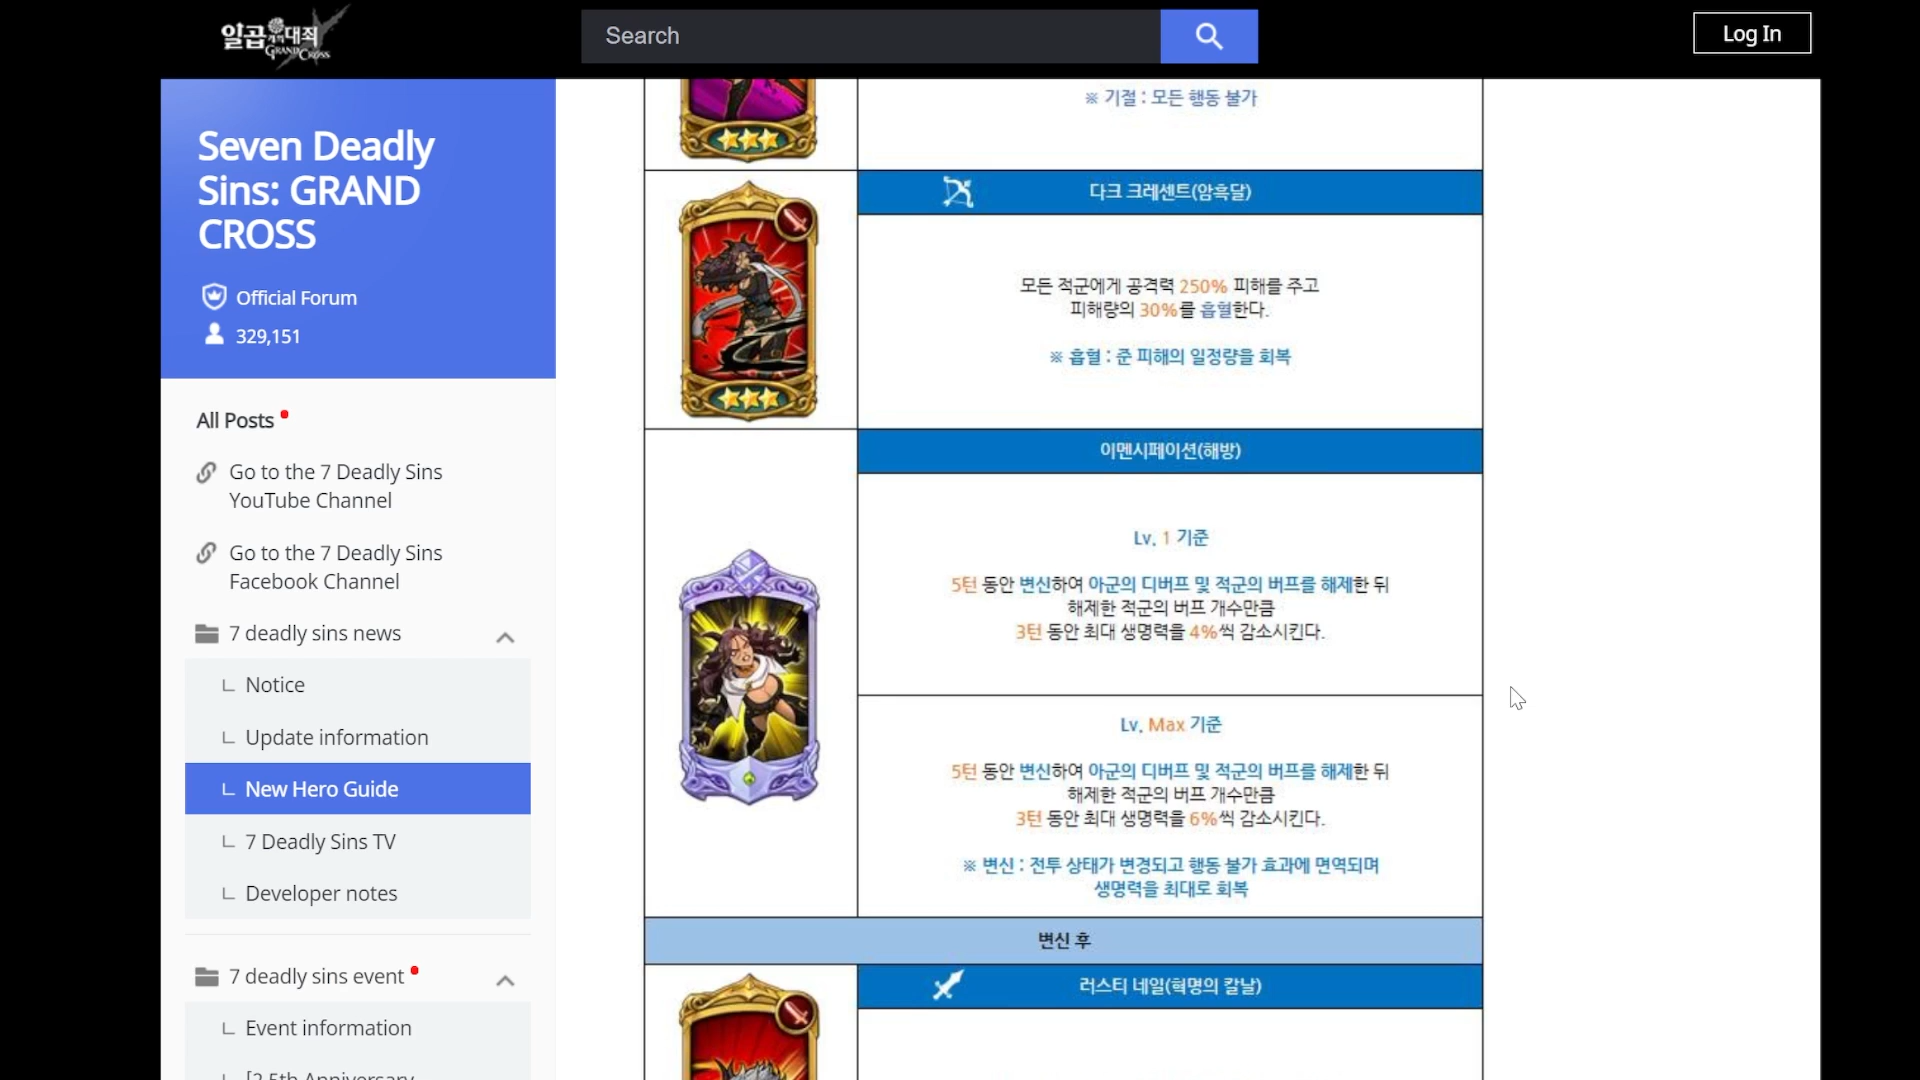 일곱개의대죄
GRAND CROSS
Search
Log In
Seven Deadly
Sins: GRAND
CROSS
Official Forum
329,151
All Posts
Go to the 7 Deadly Sins
YouTube Channel
Go to the 7 Deadly Sins
Facebook Channel
7 deadly sins news
Notice
Update information
New Hero Guide
7 Deadly Sins TV
Developer notes
7 deadly sins event
Event information
[2.5th Anniversary
※ 기절 : 모든 행동 불가
다크 크레센트(암흑달)
모든 적군에게 공격력 250% 피해를 주고
피해량의 30%를 흡혈한다.
※ 흡혈 : 준 피해의 일정량을 회복
이멘시페이션(해방)
Lv. 1 기준
5턴 동안 변신하여 아군의 디버프 및 적군의 버프를 해제한 뒤
해제한 적군의 버프 개수만큼
3턴 동안 최대 생명력을 4%씩 감소시킨다.
Lv. Max 기준
5턴 동안 변신하여 아군의 디버프 및 적군의 버프를 해제한 뒤
해제한 적군의 버프 개수만큼
3턴 동안 최대 생명력을 6%씩 감소시킨다.
※ 변신 : 전투 상태가 변경되고 행동 불가 효과에 면역되며
생명력을 최대로 회복
변신 후
러스티 네일(혁명의 칼날)